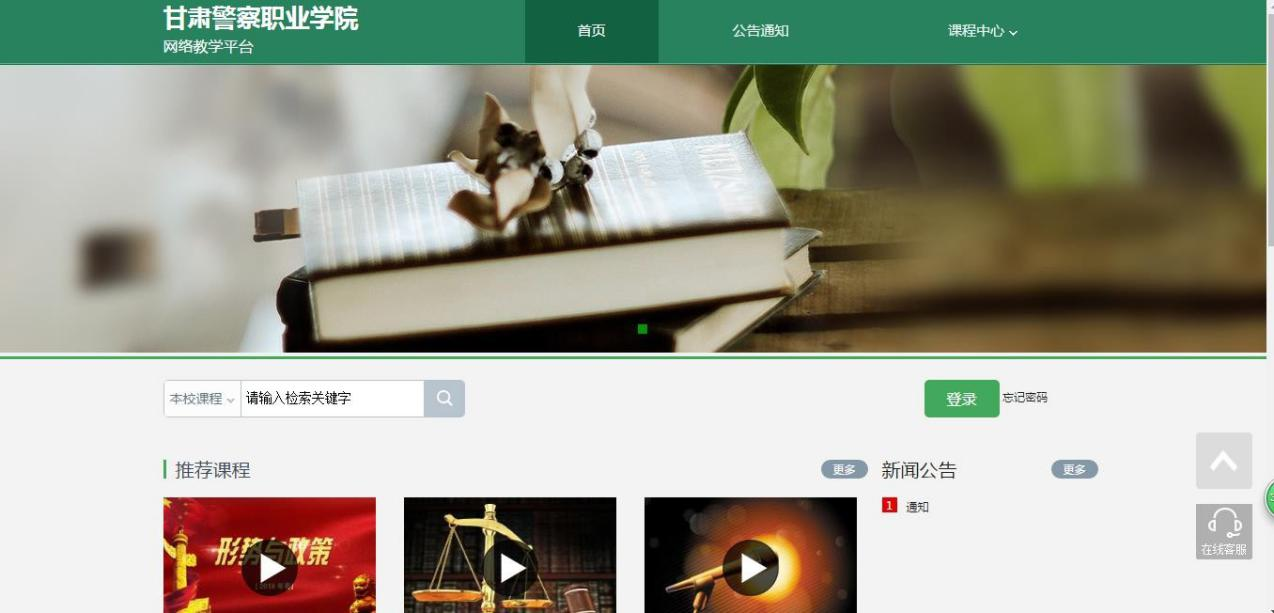 甘肃警察职业学院
网络教学平台
首页
公告通知
课程中心
本校课程
请输入检索关键字
登录
忘记密码
推荐课程
更多
新闻公告
更多
1 通知
形势与政策
在线客服